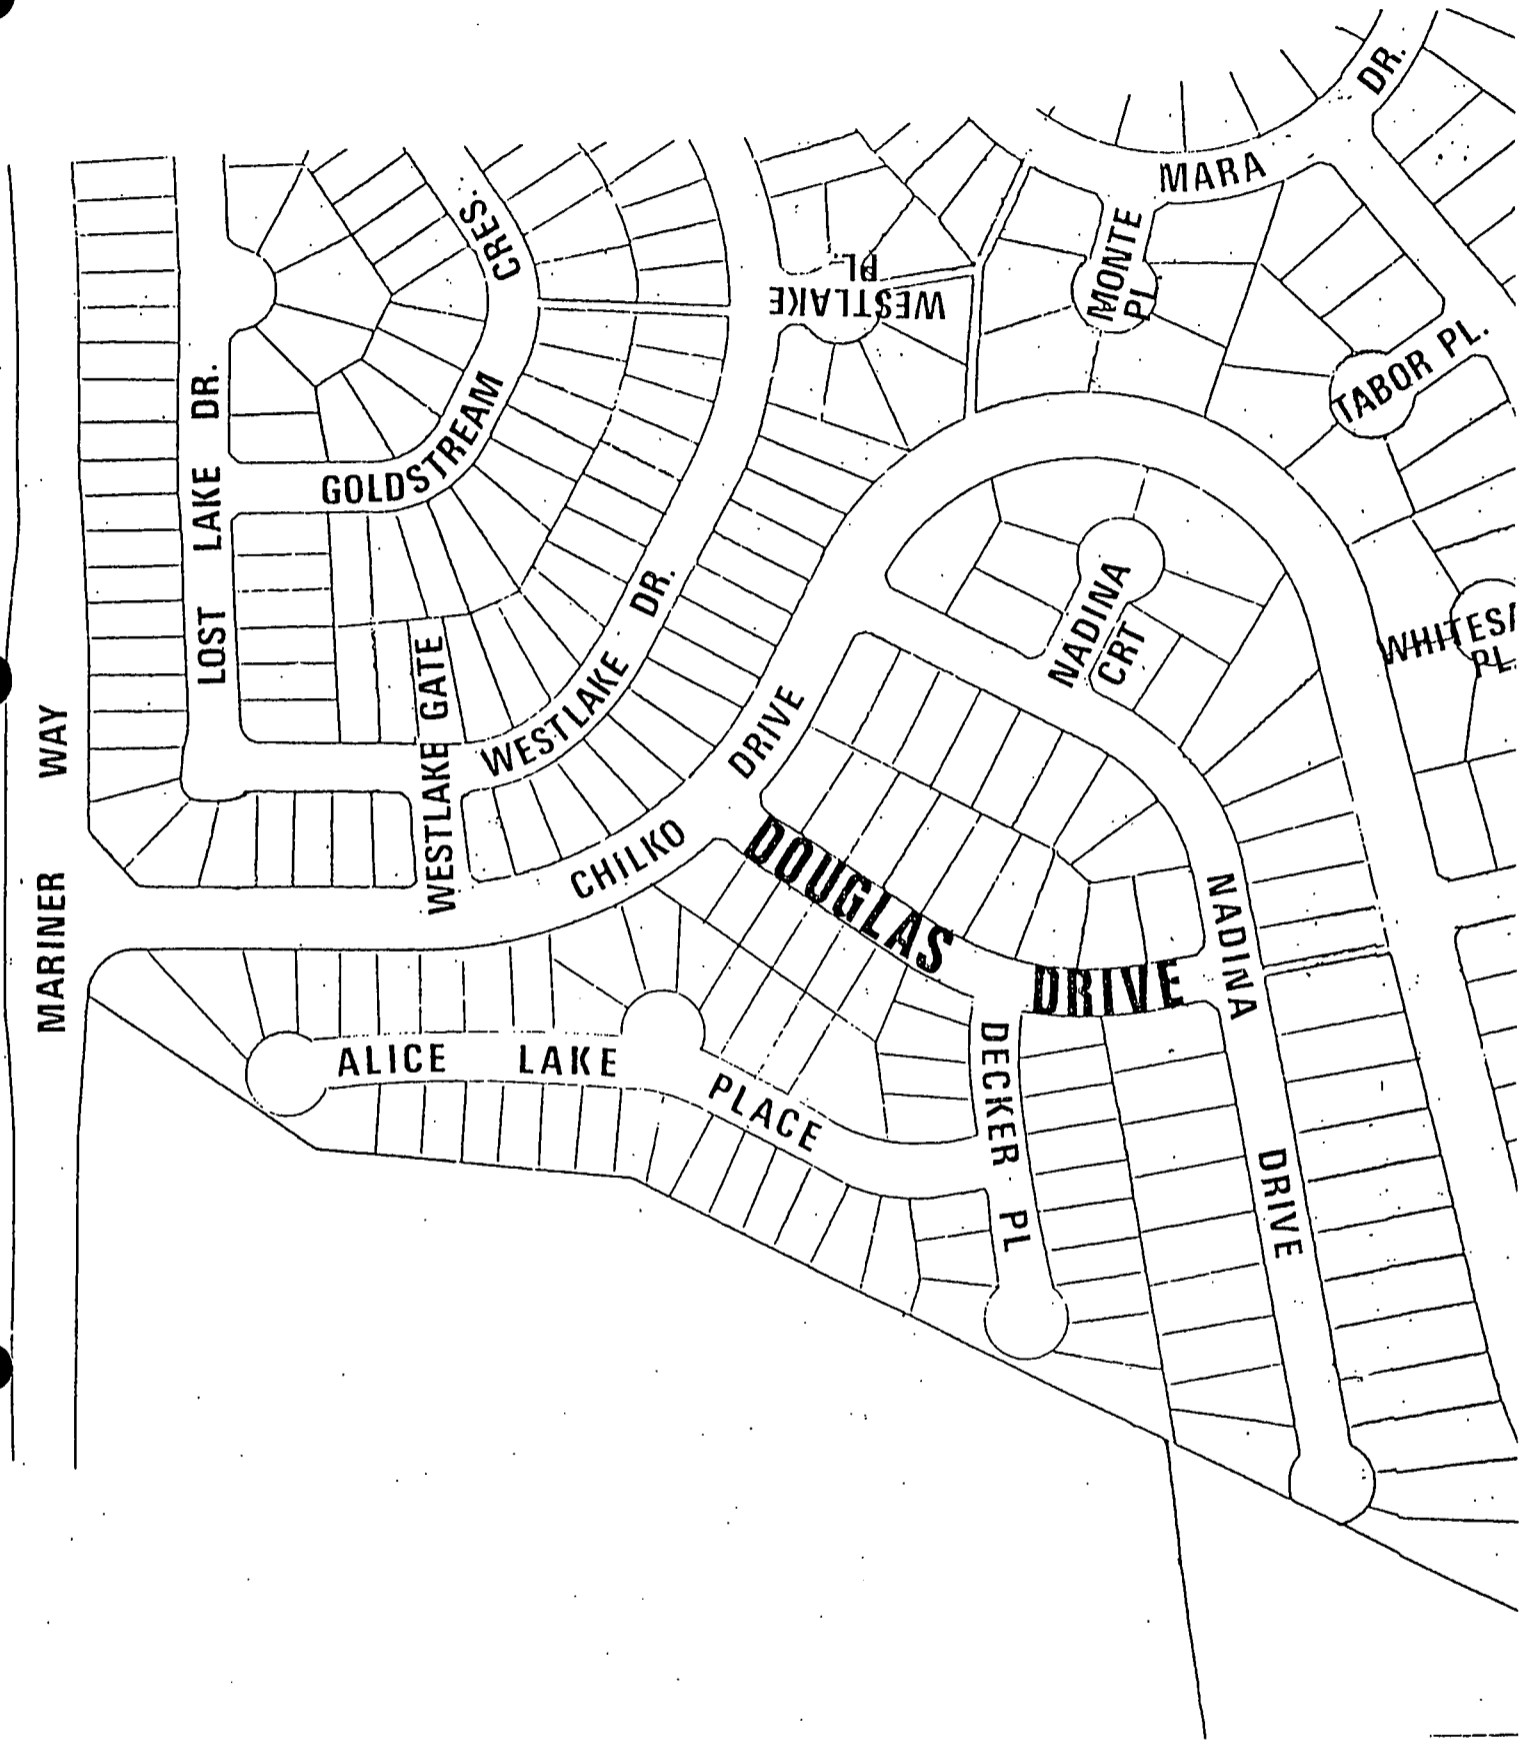 DR.
MARA
CRES.
MONTE
PL.
WESTLAKE
PL.
TABOR PL.
LOST LAKE DR.
GOLDSTREAM
WESTLAKE DR.
NADINA
CRT
PL.
WESTLAKE GATE
WESTLAKE
MARINER WAY
CHILKO DRIVE
DOUGLAS DRIVE
NADINA DRIVE
ALICE LAKE PLACE
DECKER PL